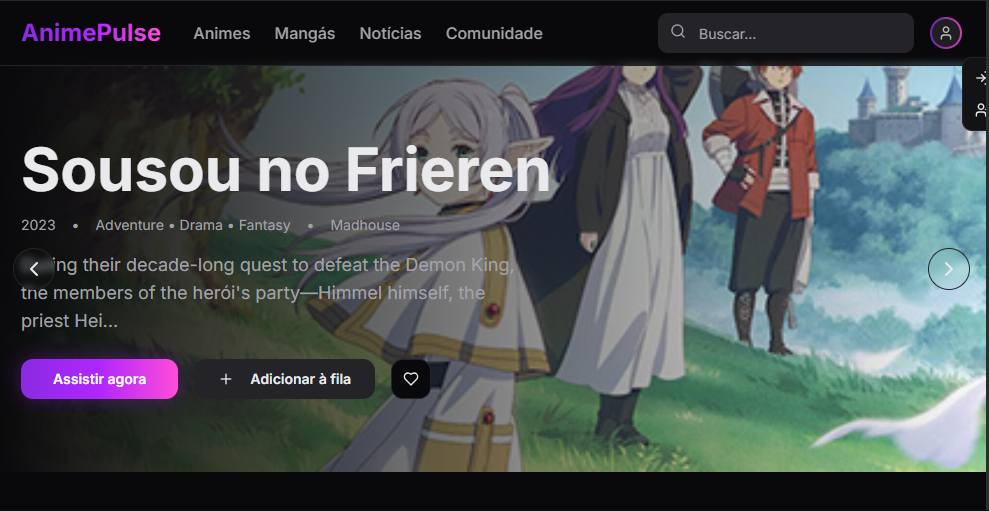 AnimePulse
Animes
Mangás
Notícias
Comunidade
Buscar...
Sousou no Frieren
2023 • Adventure • Drama • Fantasy • Madhouse
their decade-long quest to defeat the Demon King,
the members of the herói's party—Himmel himself, the
priest Hei...
Assistir agora
+ Adicionar à fila